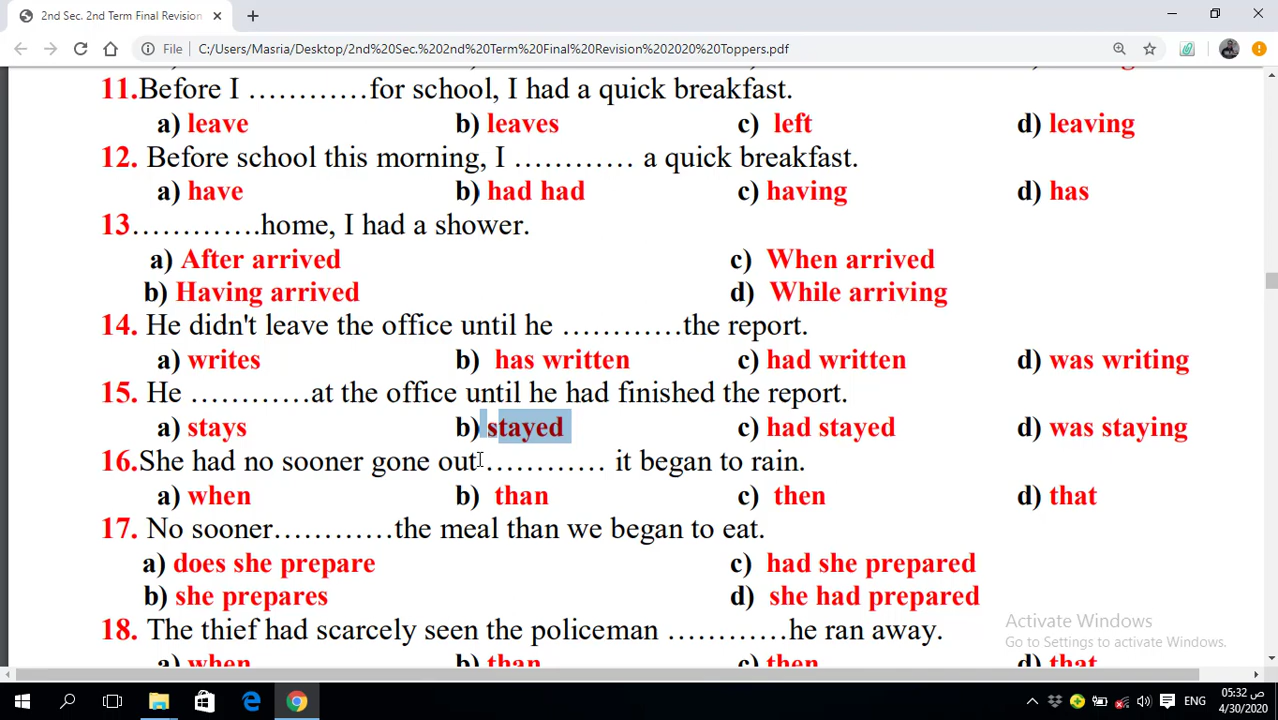 2nd Sec. 2nd Term Final Revision
File C:/Users/Masria/Desktop/2nd%20Sec.%202nd%20Term%20Final%20Revision%202020%20Toppers.pdf
11.Before I …………for school, I had a quick breakfast.
a) leave b) leaves c) left d) leaving
12. Before school this morning, I ………… a quick breakfast.
a) have b) had had c) having d) has
13………….home, I had a shower.
a) After arrived c) When arrived
b) Having arrived d) While arriving
14. He didn't leave the office until he …………the report.
a) writes b) has written c) had written d) was writing
15. He …………at the office until he had finished the report.
a) stays b) stayed c) had stayed d) was staying
16.She had no sooner gone out ………… it began to rain.
a) when b) than c) then d) that
17. No sooner…………the meal than we began to eat.
a) does she prepare c) had she prepared
b) she prepares d) she had prepared
18. The thief had scarcely seen the policeman …………he ran away.
a) when b) than c) then d) that
Activate Windows
Go to Settings to activate Windows.
ENG
05:32 ص
4/30/2020